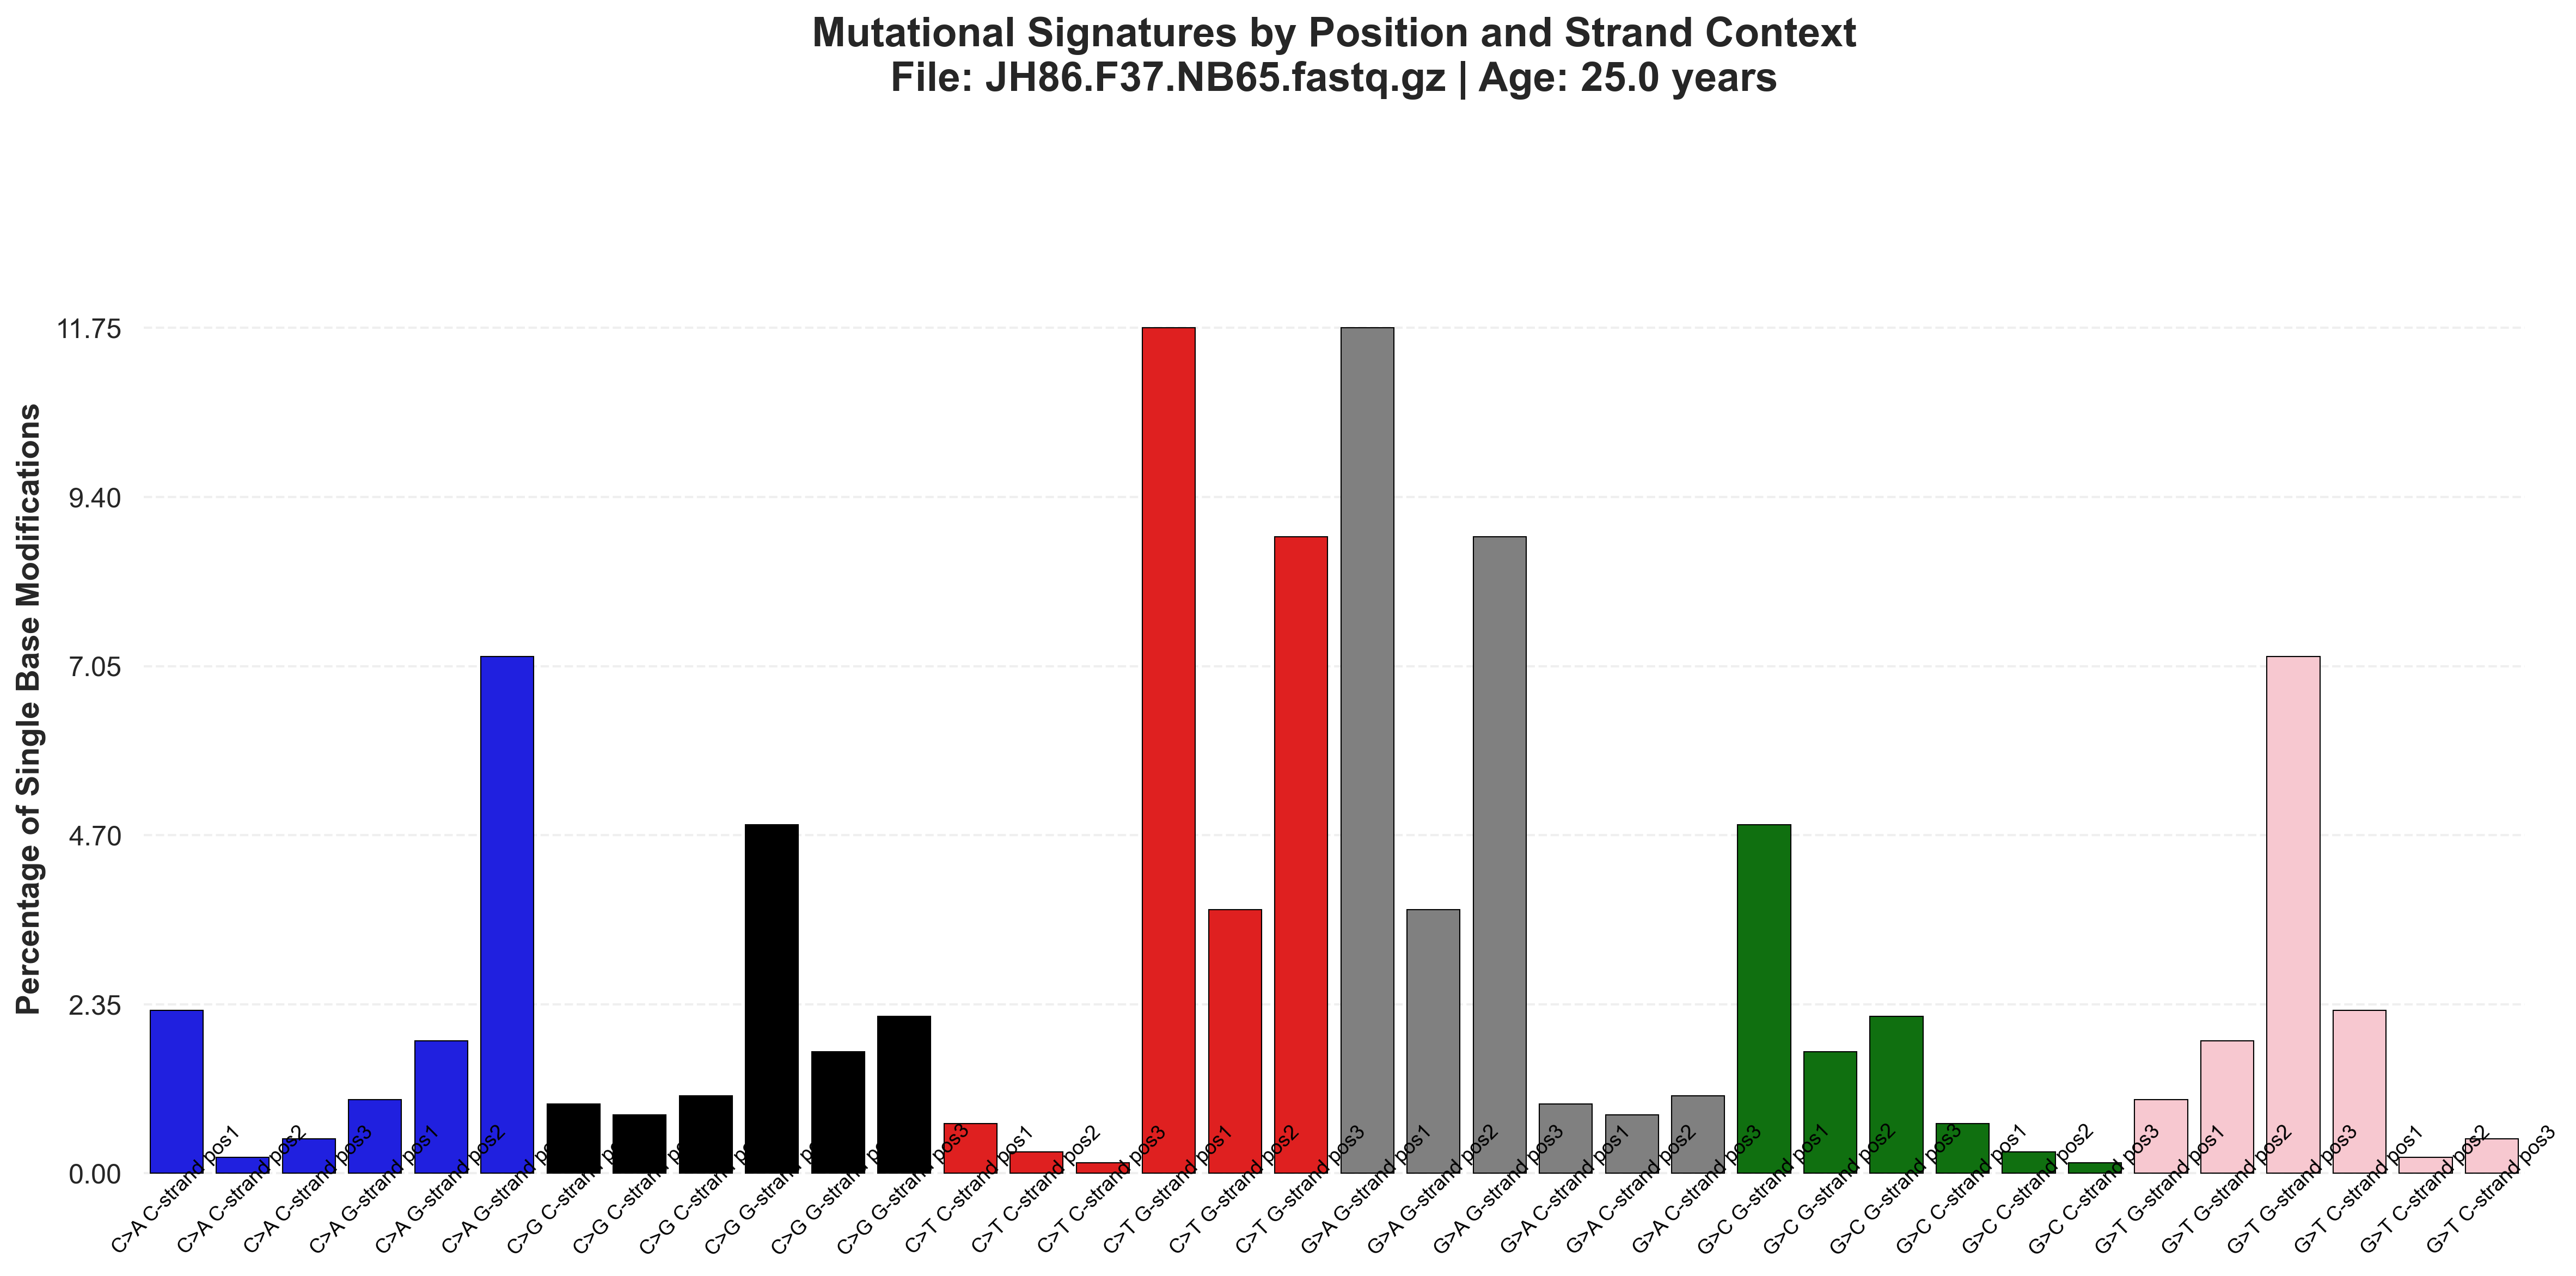 Mutational Signatures by Position and Strand Context
File: JH86.F37.NB65.fastq.gz | Age: 25.0 years
Percentage of Single Base Modifications
11.75
9.40
7.05
4.70
2.35
0.00
C>A C-strand pos1
C>A C-strand pos2
C>A C-strand pos3
C>A G-strand pos1
C>A G-strand pos2
C>A G-strand
C>G C-strand
C>G C-strand
C>G C-strand
C>G G-strand
C>G G-strand
C>G G-strand pos3
C>T C-strand pos1
C>T C-strand pos2
C>T C-strand pos3
C>T G-strand pos1
C>T G-strand pos2
C>T G-strand pos3
G>A G-strand pos1
G>A G-strand pos2
G>A G-strand pos3
G>A C-strand pos1
G>A C-strand pos2
G>A C-strand pos3
G>C G-strand pos1
G>C G-strand pos2
G>C G-strand pos3
G>C C-strand pos1
G>C C-strand pos2
G>C C-strand pos3
G>T G-strand pos1
G>T G-strand pos2
G>T G-strand pos3
G>T C-strand pos1
G>T C-strand pos2
G>T C-strand pos3